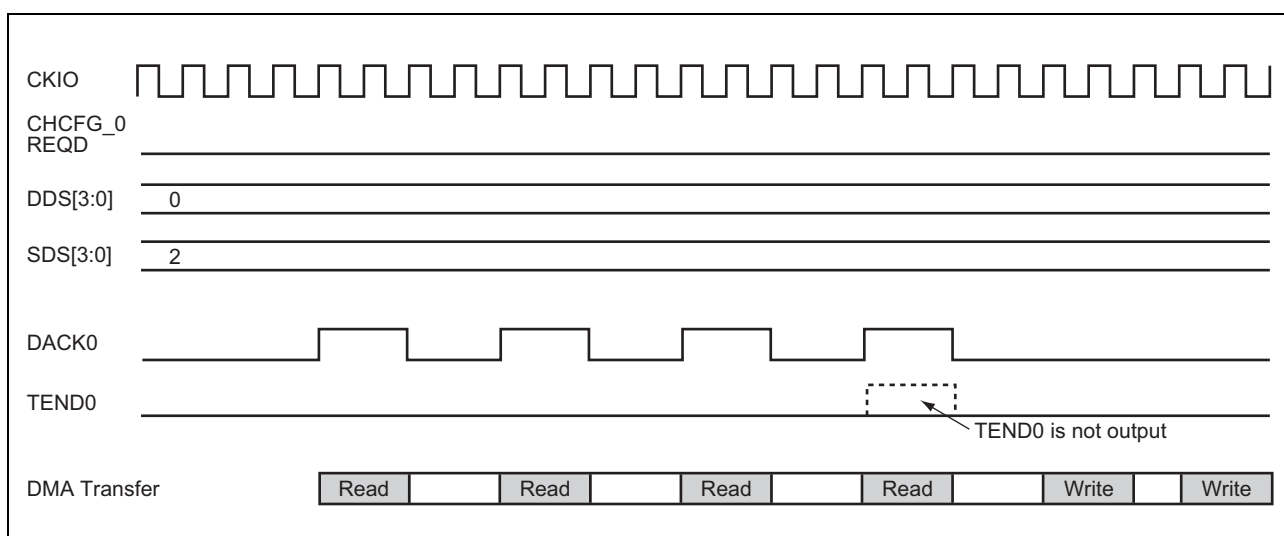 CKIO
CHCFG_0
REQD
DDS[3:0] 0
SDS[3:0] 2
DACK0
TEND0
TEND0 is not output
DMA Transfer Read Read Read Read Write Write